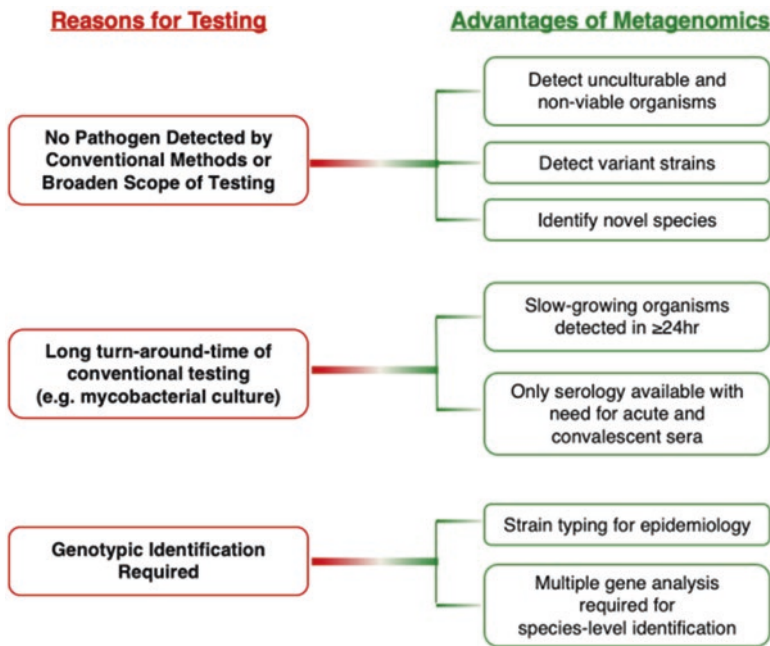 Reasons for Testing
Advantages of Metagenomics
No Pathogen Detected by
Conventional Methods or
Broaden Scope of Testing
Detect unculturable and
non-viable organisms
Detect variant strains
Identify novel species
Long turn-around-time of
conventional testing
(e.g. mycobacterial culture)
Slow-growing organisms
detected in ≥24hr
Only serology available with
need for acute and
convalescent sera
Genotypic Identification
Required
Strain typing for epidemiology
Multiple gene analysis
required for
species-level identification